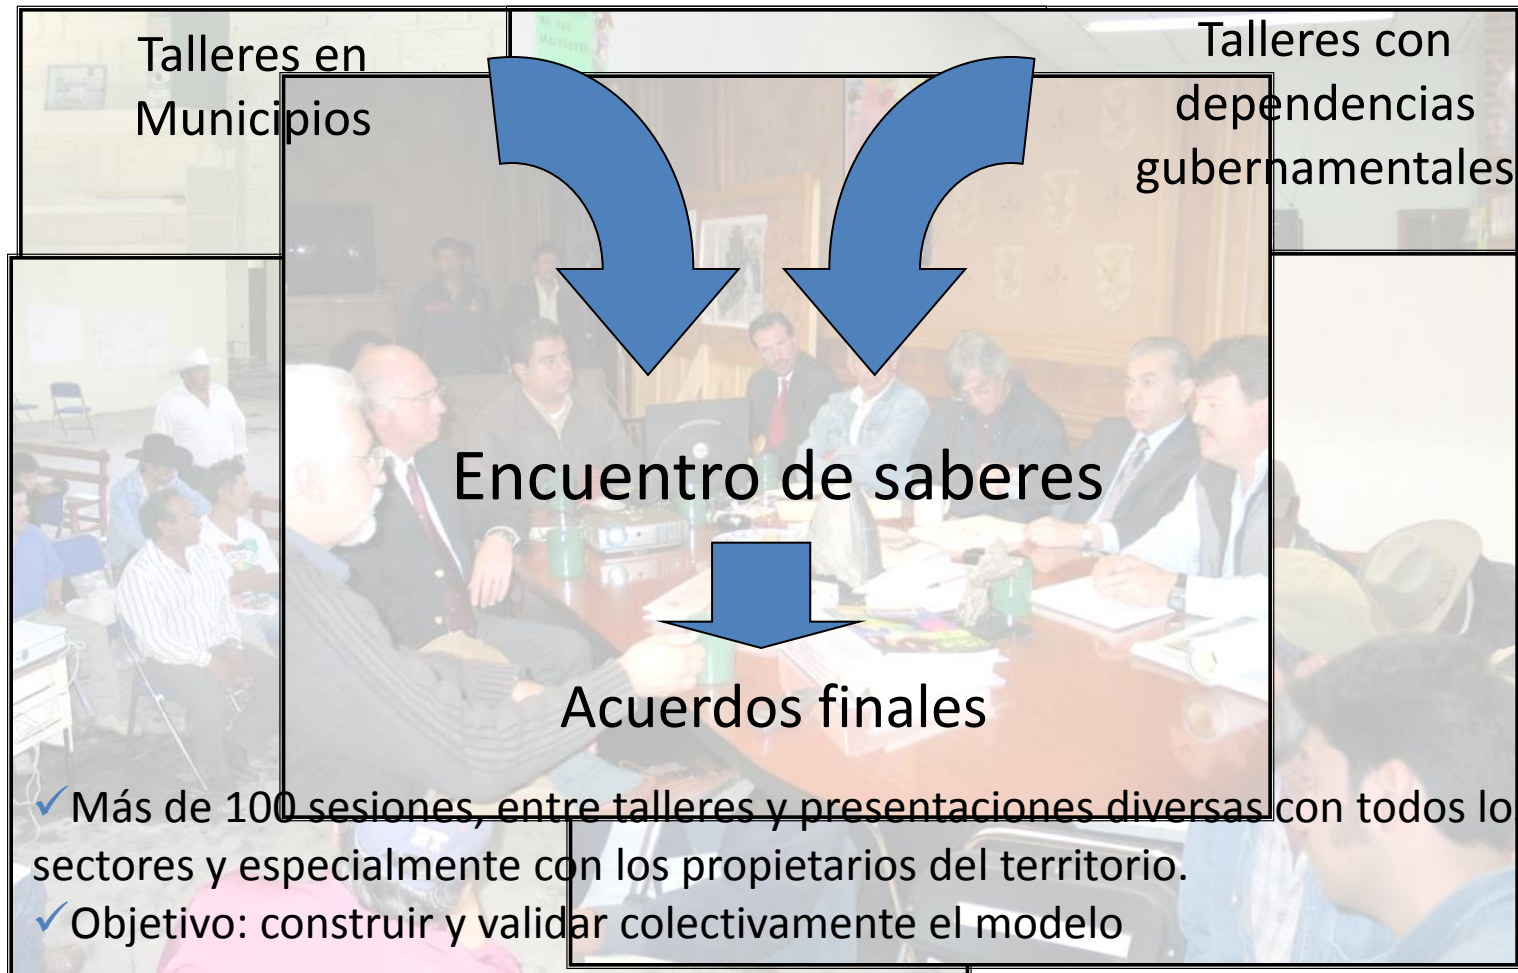 Talleres en
Municipios
Talleres con
dependencias
gubernamentales
Encuentro de saberes
Acuerdos finales
✓Más de 100 sesiones, entre talleres y presentaciones diversas con todos lo
sectores y especialmente con los propietarios del territorio.
✓Objetivo: construir y validar colectivamente el modelo